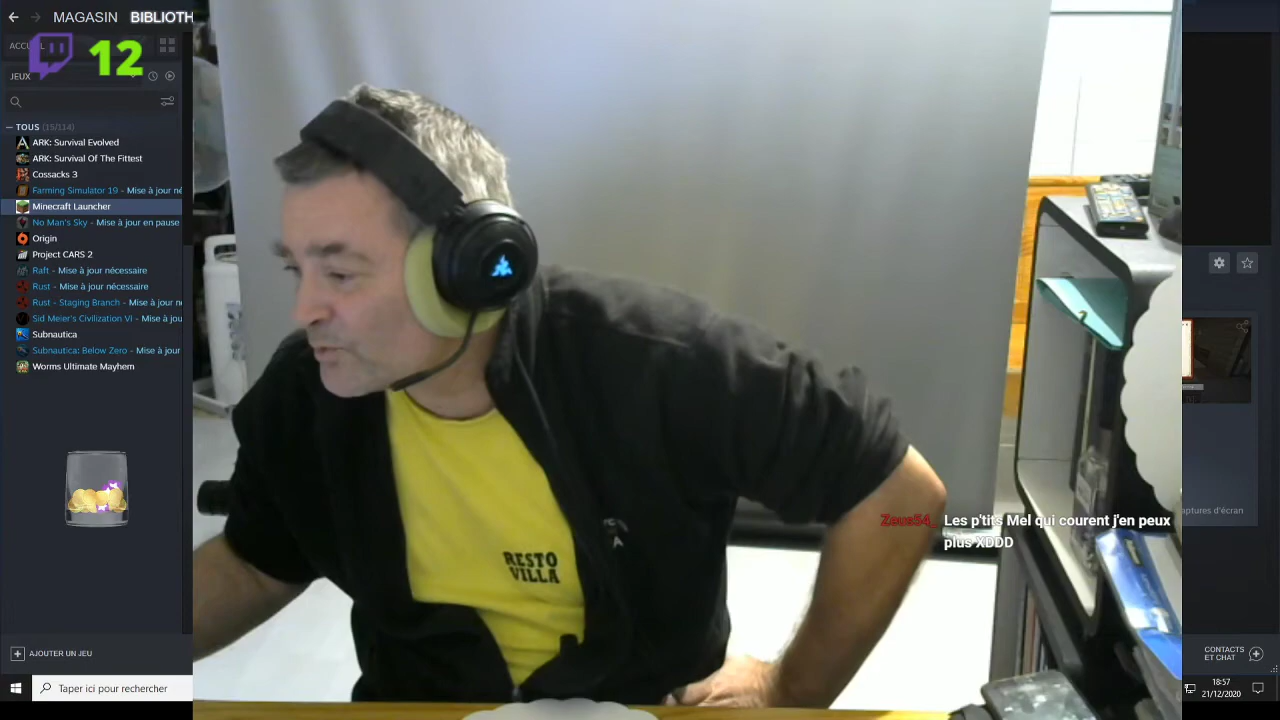 MAGASIN BIBLIOTH
ACCU
12
JEUX
TOUS (15/114)
ARK: Survival Evolved
ARK: Survival Of The Fittest
Cossacks 3
Farming Simulator 19 - Mise à jour né
Minecraft Launcher
No Man's Sky - Mise à jour en pause
Origin
Project CARS 2
Raft - Mise à jour nécessaire
Rust - Mise à jour nécessaire
Rust - Staging Branch - Mise à jour n
Sid Meier's Civilization VI - Mise à jou
Subnautica
Subnautica: Below Zero - Mise à jour
Worms Ultimate Mayhem
RESTO
VILLA
Zeus54_ Les p'tits Mel qui courent j'en peux
plus XDDD
aptures d'écran
AJOUTER UN JEU
CONTACTS
ET CHAT
Taper ici pour rechercher
18:57
21/12/2020